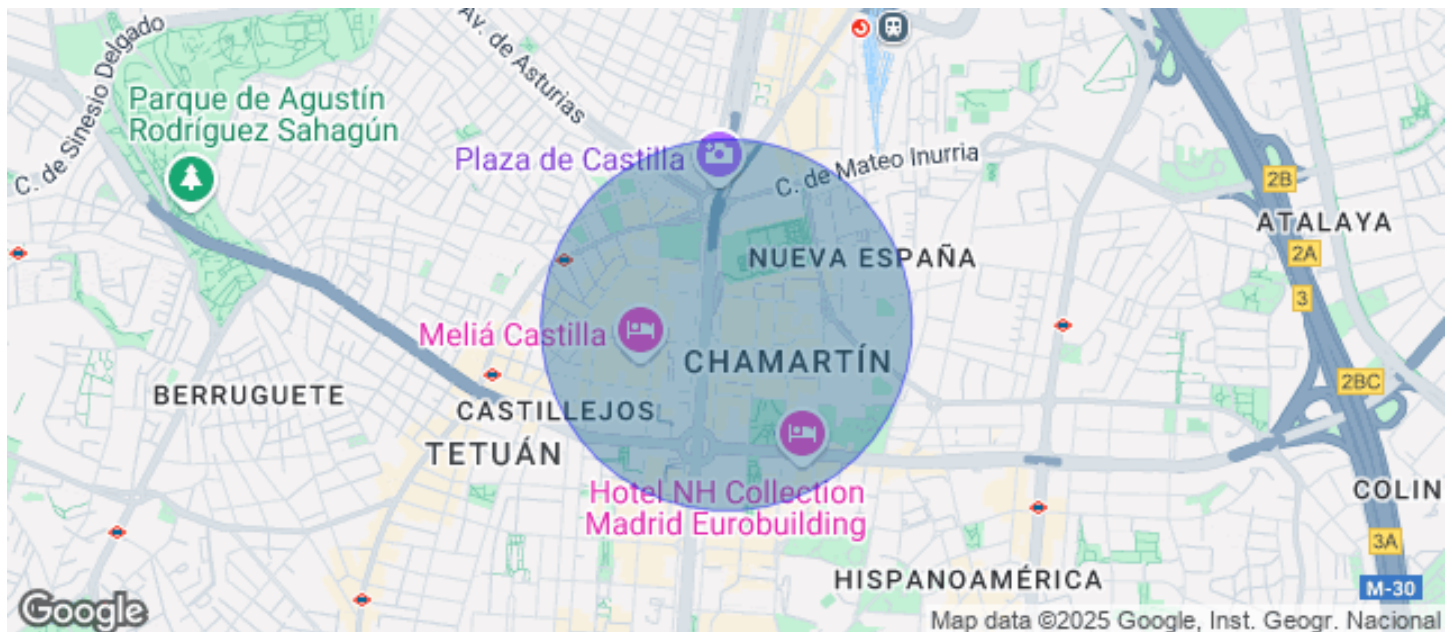 C. de Sinesio Delgado
Av. de Asturias
Parque de Agustín
Rodríguez Sahagún
Plaza de Castilla
C. de Mateo Inurria
2B
ATALAYA
NUEVA ESPAÑA
2A
3
Meliá Castilla
CHAMARTÍN
2BC
BERRUGUETE
CASTILLEJOS
TETUÁN
Hotel NH Collection
Madrid Eurobuilding
COLIN
3A
HISPANOAMÉRICA
M-30
Google
Map data ©2025 Google, Inst. Geogr. Nacional